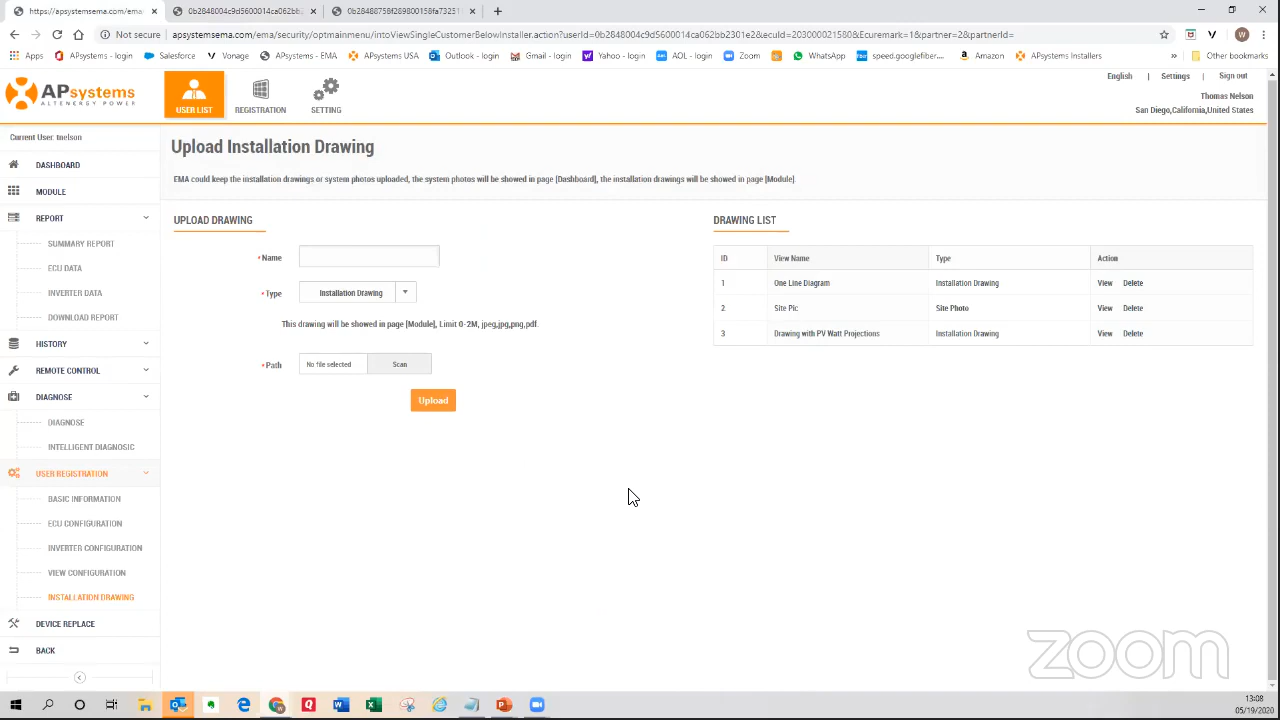 https://apsystemsema.com/ema/ × 0b2848004c9d5600014ca062bb × 0b2848875f289800158fa73251 × +
Not secure apsystemsema.com/ema/security/optmainmenu/intoViewSingleCustomerBelowInstaller.action?userId=0b2848004c9d5600014ca062bb2301e2&ecuId=203000021580&Ecuremark=1&partner=2&partnerId=
Apps APsystems - email Salesforce Vonage APsystems - EMA APsystems USA Outlook - login Yahoo - login AOL - login Zoom WhatsApp speedof.me/googlefiber... Amazon APsystems Installers » Other bookmarks
APsystems
ALTENERGY POWER
USER LIST
REGISTRATION
SETTING
English | Settings | Sign out
Thomas Nelson
San Diego,California,United States
Current User: tnelson
DASHBOARD
MODULE
REPORT
SUMMARY REPORT
ECU DATA
INVERTER DATA
DOWNLOAD REPORT
HISTORY
REMOTE CONTROL
DIAGNOSE
DIAGNOSE
INTELLIGENT DIAGNOSIC
USER REGISTRATION
BASIC INFORMATION
ECU CONFIGURATION
INVERTER CONFIGURATION
VIEW CONFIGURATION
INSTALLATION DRAWING
DEVICE REPLACE
BACK
Upload Installation Drawing
EMA could keep the installation drawings or system photos uploaded, the system photos will be showed in page [Dashboard], the installation drawings will be showed in page [Module].
UPLOAD DRAWING
* Name
* Type Installation Drawing
This drawing will be showed in page [Module], Limit 0-2M, jpeg,jpg,png,pdf.
* Path No file selected Scan
Upload
DRAWING LIST
ID View Name Type Action
1 One Line Diagram Installation Drawing View Delete
2 Site Pic Site Photo View Delete
3 Drawing with PV Watt Projections Installation Drawing View Delete
zoom
13:08
05/19/2020